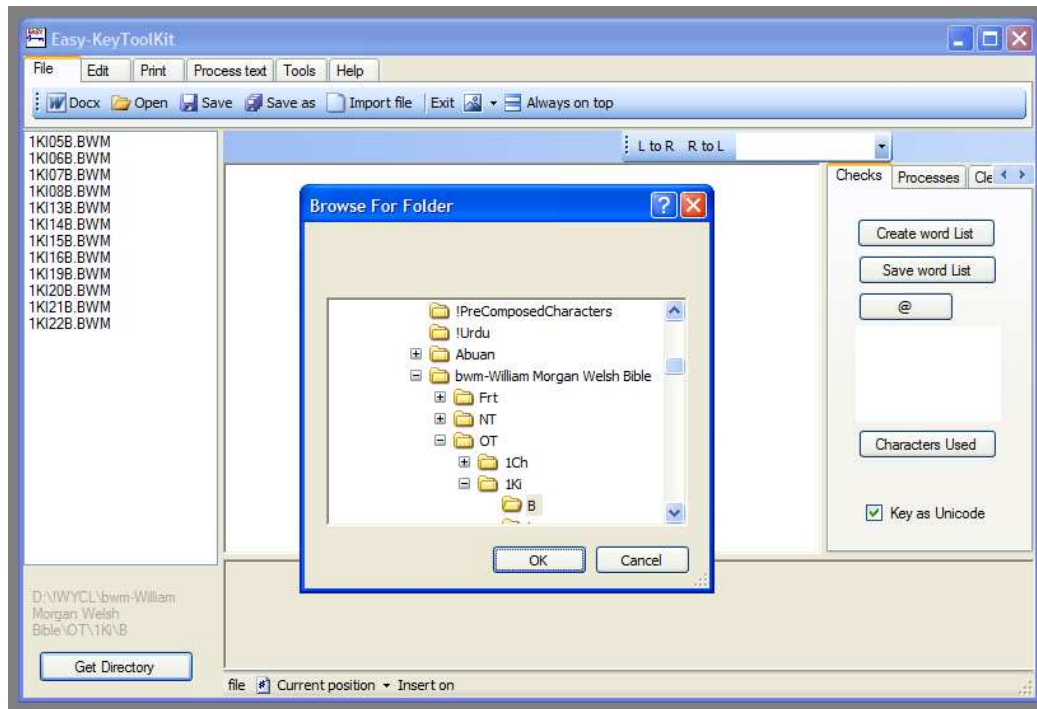 Easy-KeyToolKit
File Edit Print Process text Tools Help
Docx Open Save Save as Import file Exit Always on top
1KI05B.BWM
1KI06B.BWM
1KI07B.BWM
1KI08B.BWM
1KI13B.BWM
1KI14B.BWM
1KI15B.BWM
1KI16B.BWM
1KI19B.BWM
1KI20B.BWM
1KI21B.BWM
1KI22B.BWM
L to R R to L
Checks Processes Cle
Create word List
Save word List
@
Characters Used
Key as Unicode
Browse For Folder
!PreComposedCharacters
!Urdu
Abuan
bwm-William Morgan Welsh Bible
Frt
NT
OT
1Ch
1Ki
B
OK Cancel
D:\!WYCL\bwm-William
Morgan Welsh
Bible\OT\1Ki\B
Get Directory
file Current position Insert on